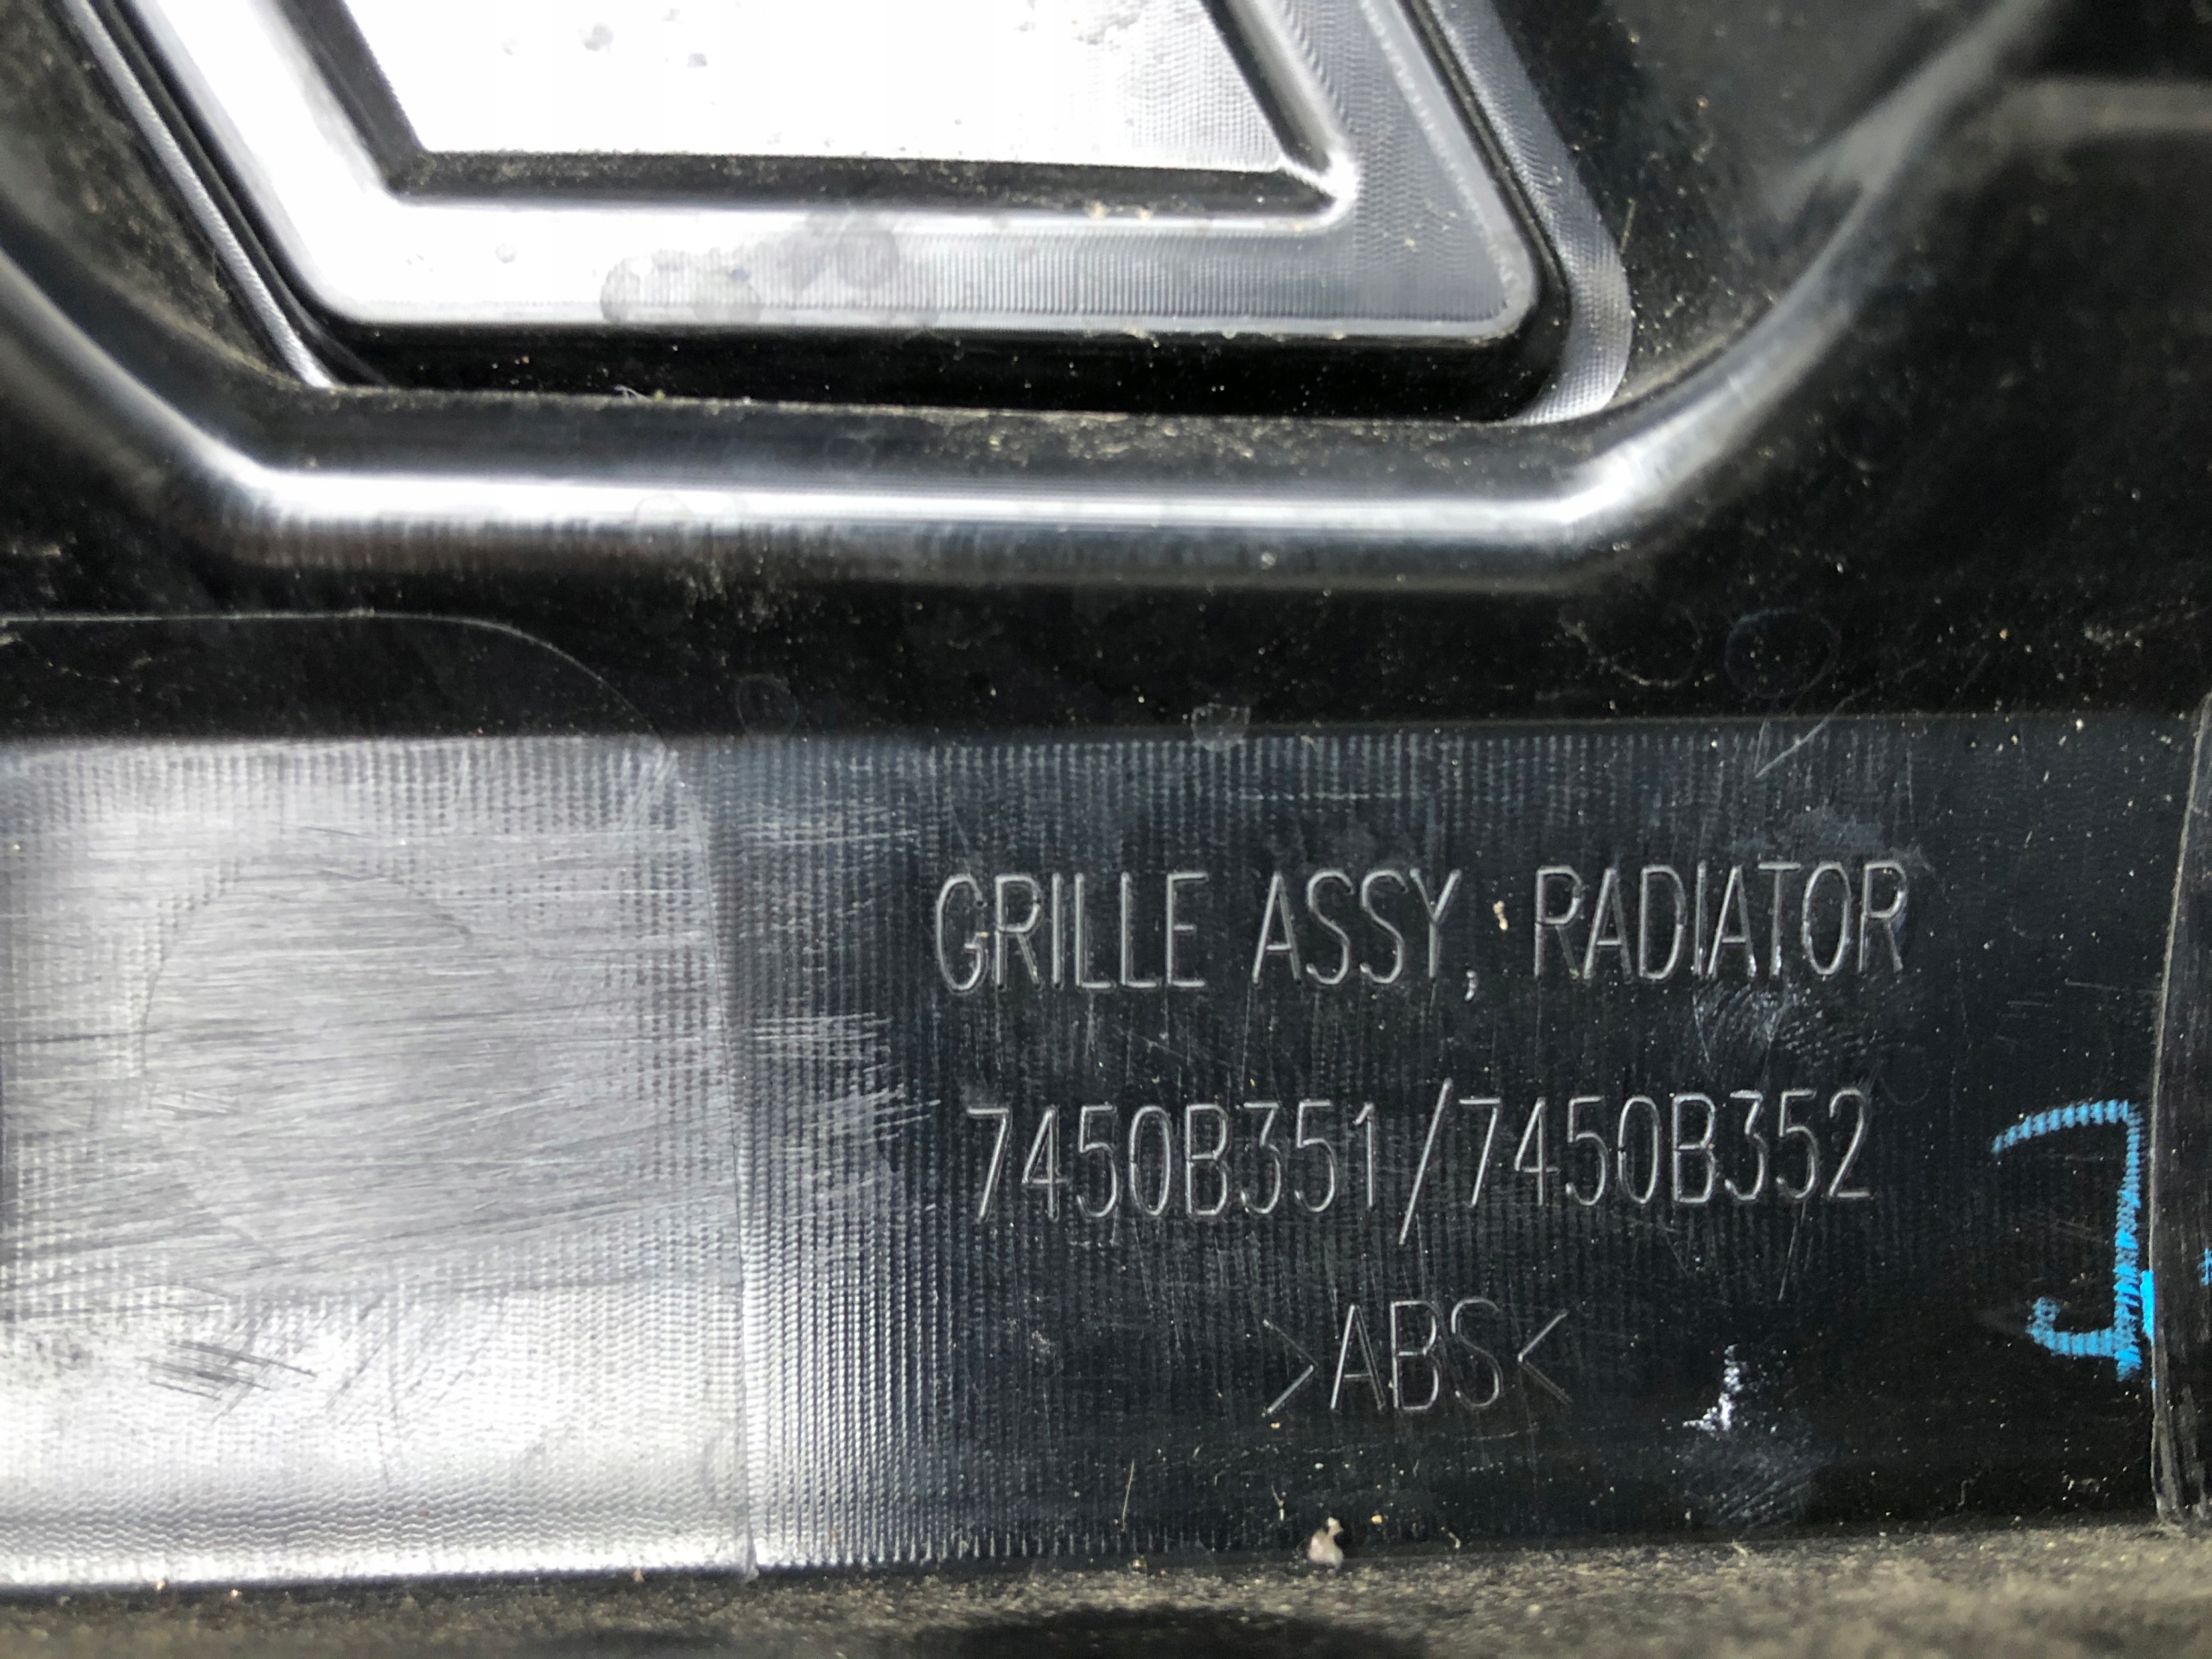 GRILLE ASSY, RADIATOR
7450B351/7450B352
>ABS<